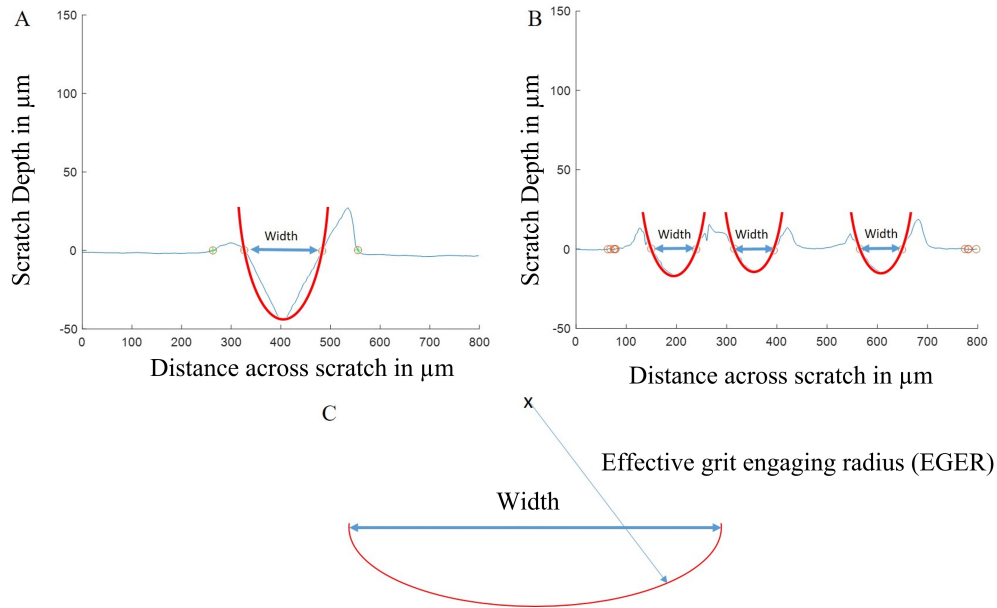 A
Scratch Depth in µm
150
100
50
0
-50
Width
0 100 200 300 400 500 600 700 800
Distance across scratch in µm
B
Scratch Depth in µm
150
100
50
0
-50
Width Width Width
0 100 200 300 400 500 600 700 800
Distance across scratch in µm
C
x
Effective grit engaging radius (EGER)
Width